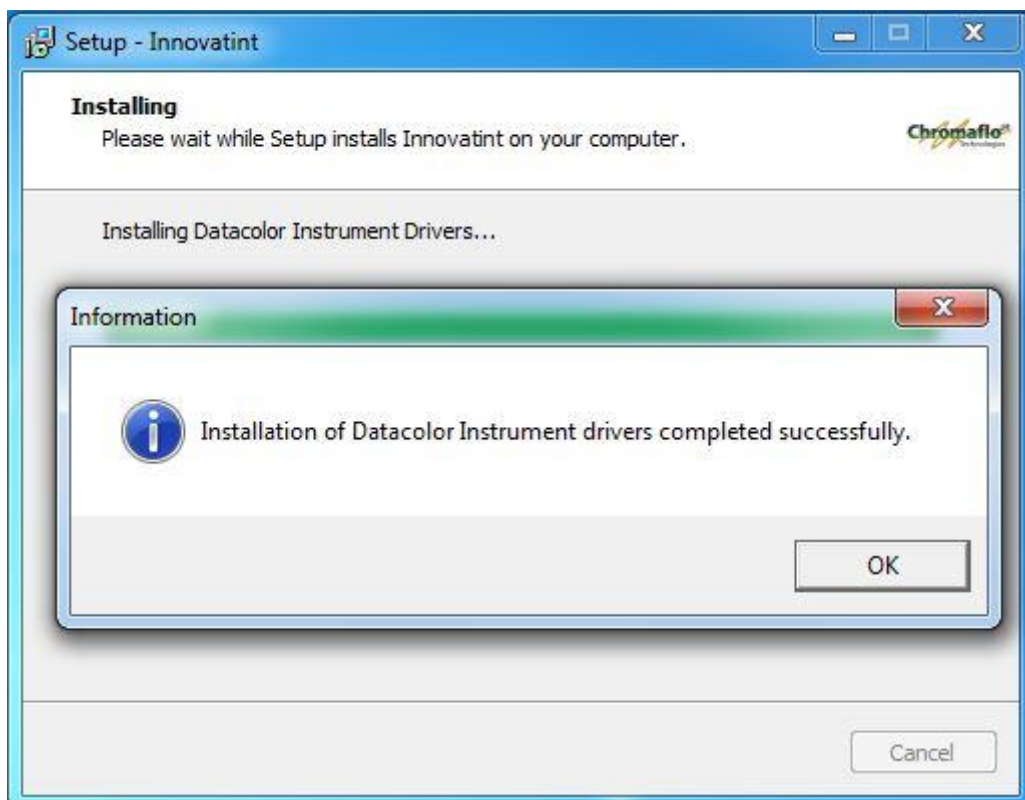 Setup - Innovatint
Installing
Please wait while Setup installs Innovatint on your computer.
Chromaflo
Technologies
Installing Datacolor Instrument Drivers...
Information
Installation of Datacolor Instrument drivers completed successfully.
OK
Cancel